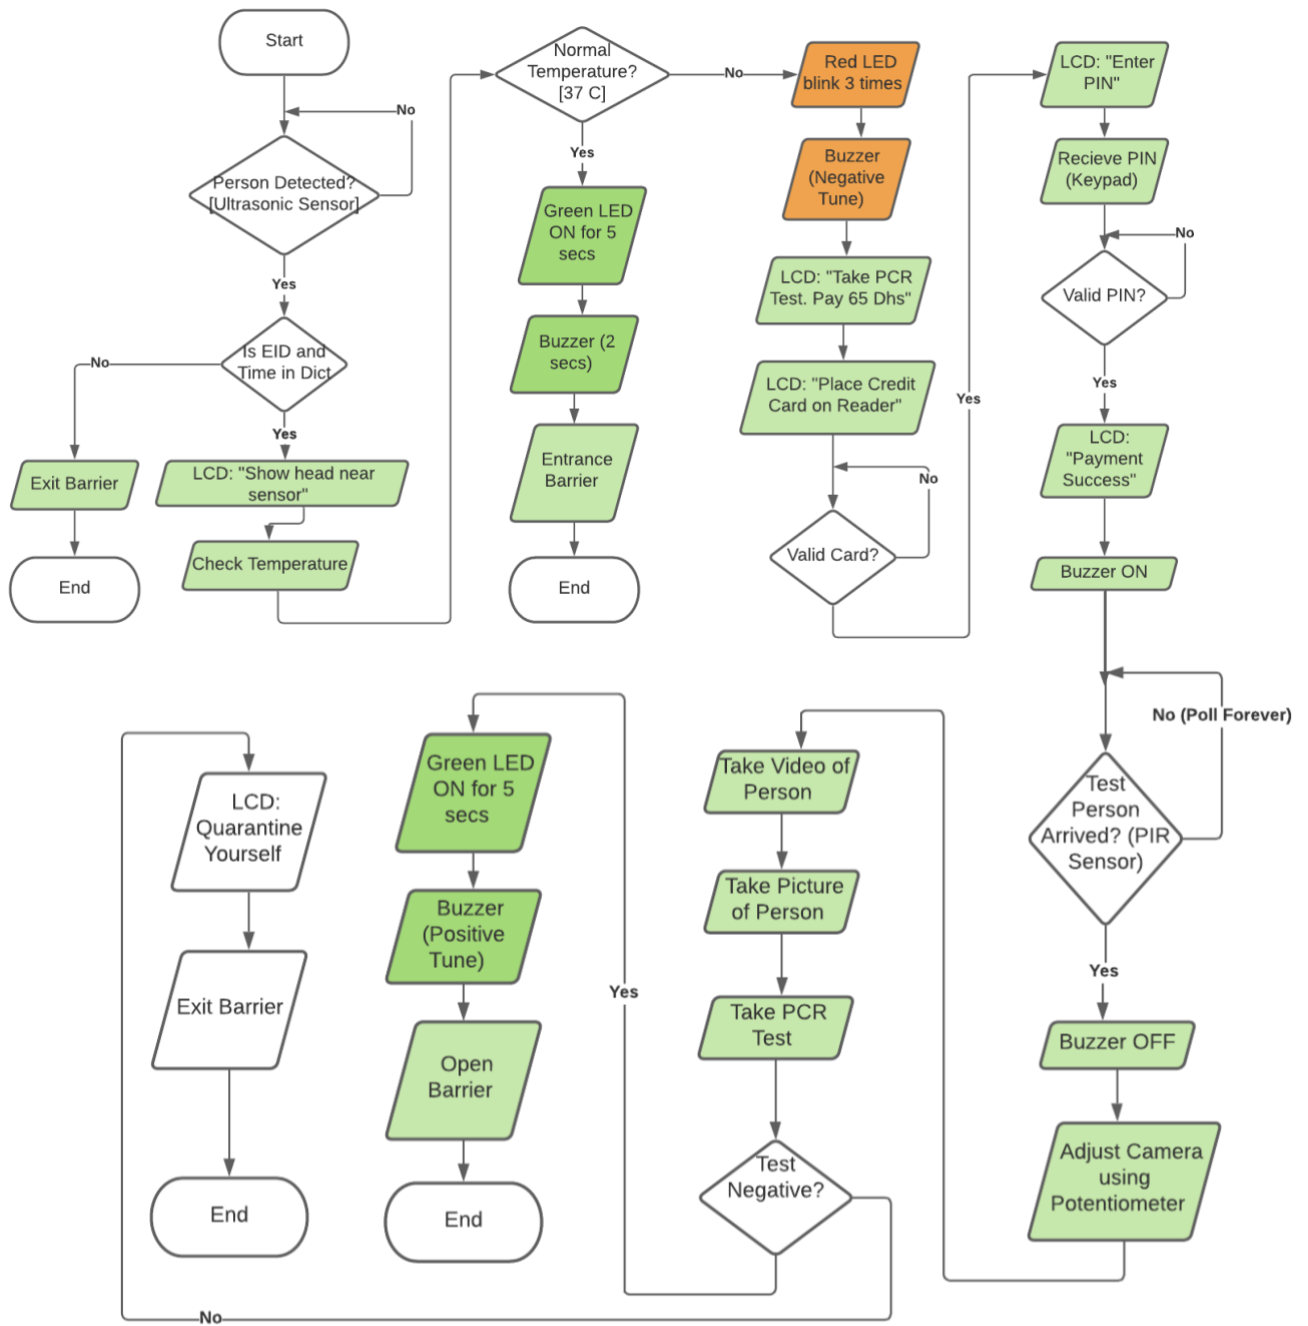 Start
No
Person Detected?
[Ultrasonic Sensor]
Yes
Is EID and
Time in Dict
No
Exit Barrier
End
Yes
LCD: "Show head near
sensor"
Check Temperature
Normal
Temperature?
[37 C]
No
Yes
Green LED
ON for 5
secs
Buzzer (2
secs)
Entrance
Barrier
End
Red LED
blink 3 times
Buzzer
(Negative
Tune)
LCD: "Take PCR
Test. Pay 65 Dhs"
LCD: "Place Credit
Card on Reader"
No
Valid Card?
Yes
LCD: "Enter
PIN"
Recieve PIN
(Keypad)
No
Valid PIN?
Yes
LCD:
"Payment
Success"
Buzzer ON
No (Poll Forever)
Test
Person
Arrived? (PIR
Sensor)
Yes
Buzzer OFF
Adjust Camera
using
Potentiometer
Take Video of
Person
Take Picture
of Person
Take PCR
Test
Test
Negative?
Yes
Green LED
ON for 5
secs
Buzzer
(Positive
Tune)
Open
Barrier
End
No
LCD:
Quarantine
Yourself
Exit Barrier
End